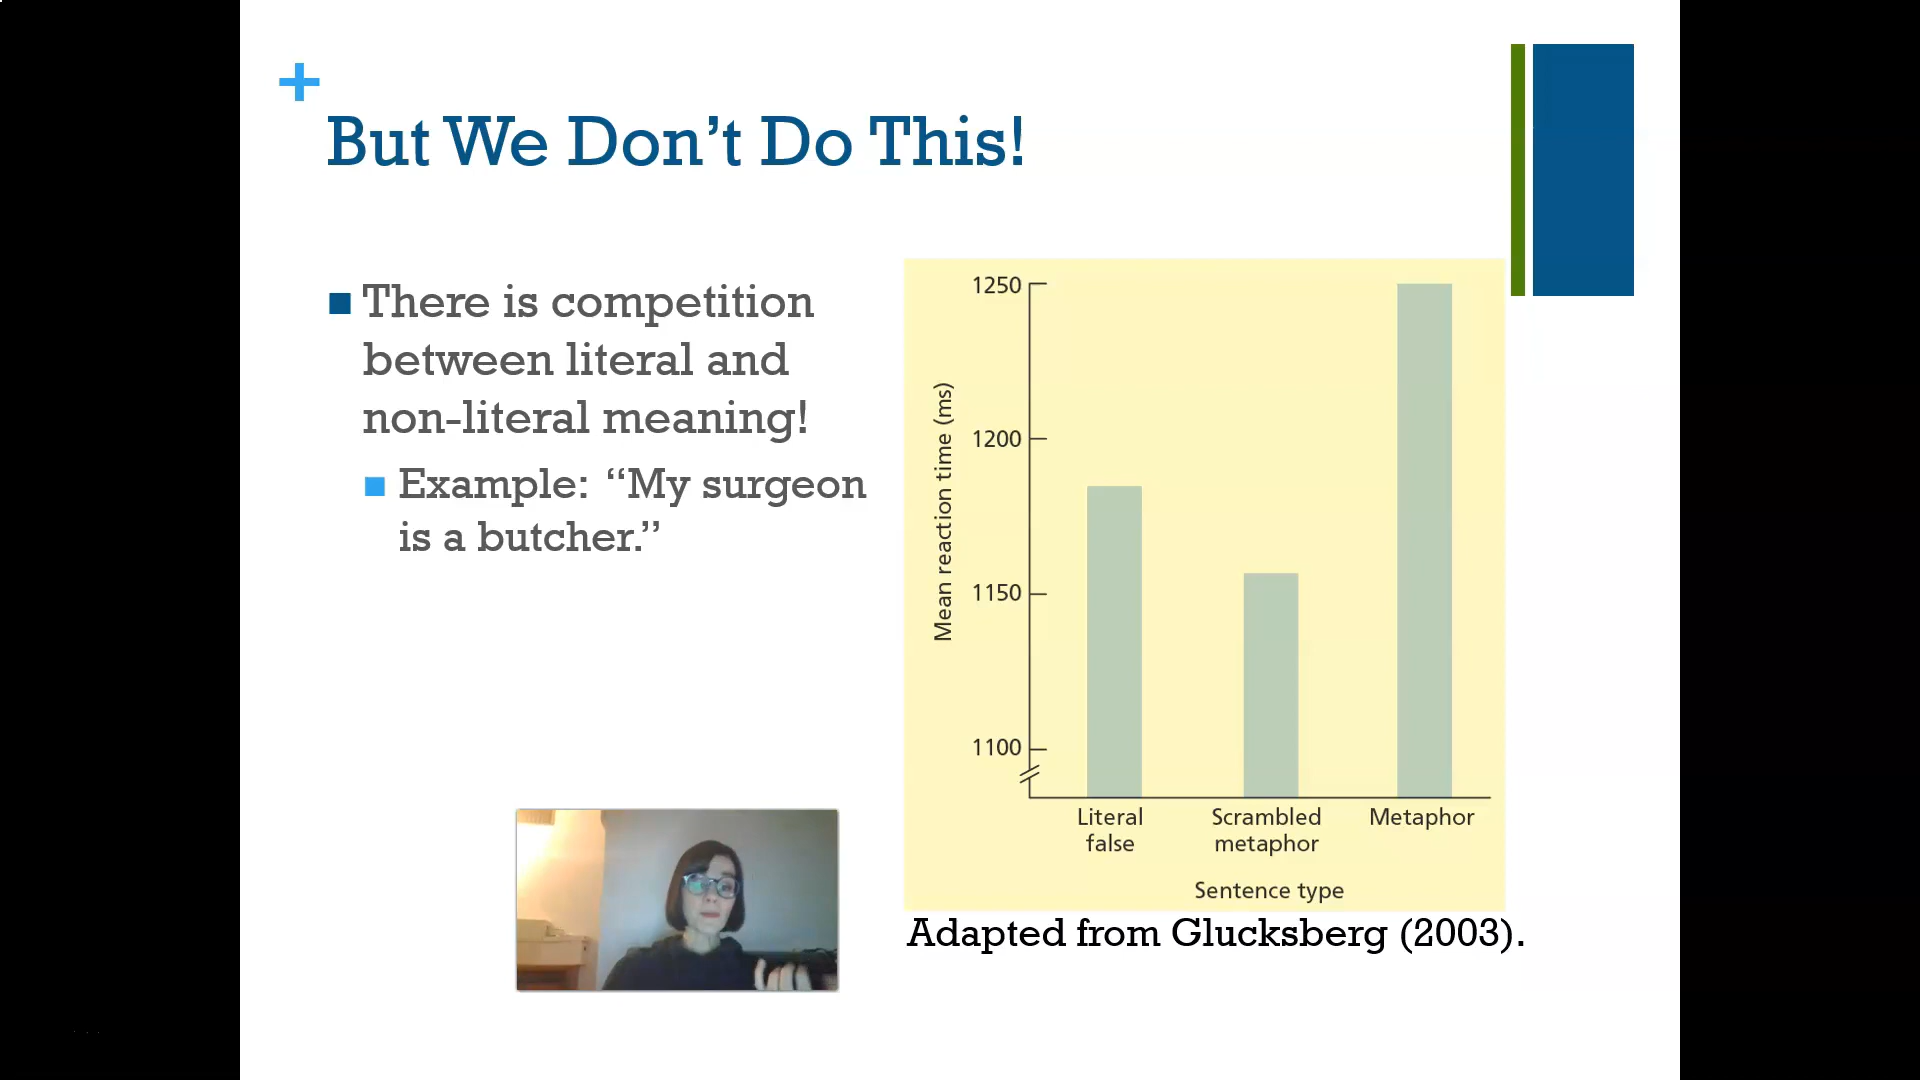 +
But We Don’t Do This!
There is competition
between literal and
non-literal meaning!
Example: “My surgeon
is a butcher.”
Mean reaction time (ms)
1250
1200
1150
1100
Literal
false
Scrambled
metaphor
Metaphor
Sentence type
Adapted from Glucksberg (2003).